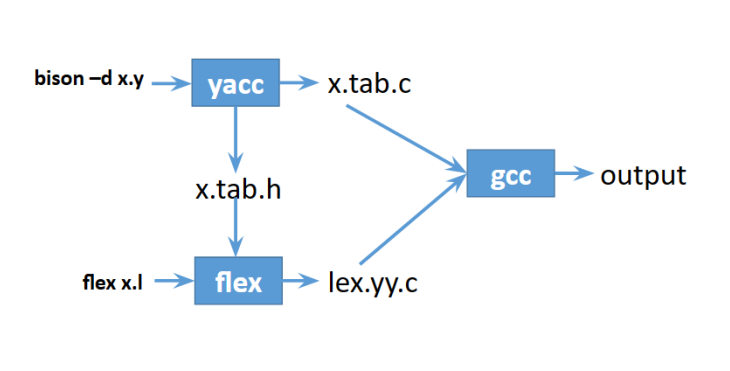 bison –d x.y
yacc
x.tab.c
x.tab.h
gcc
output
flex x.l
flex
lex.yy.c